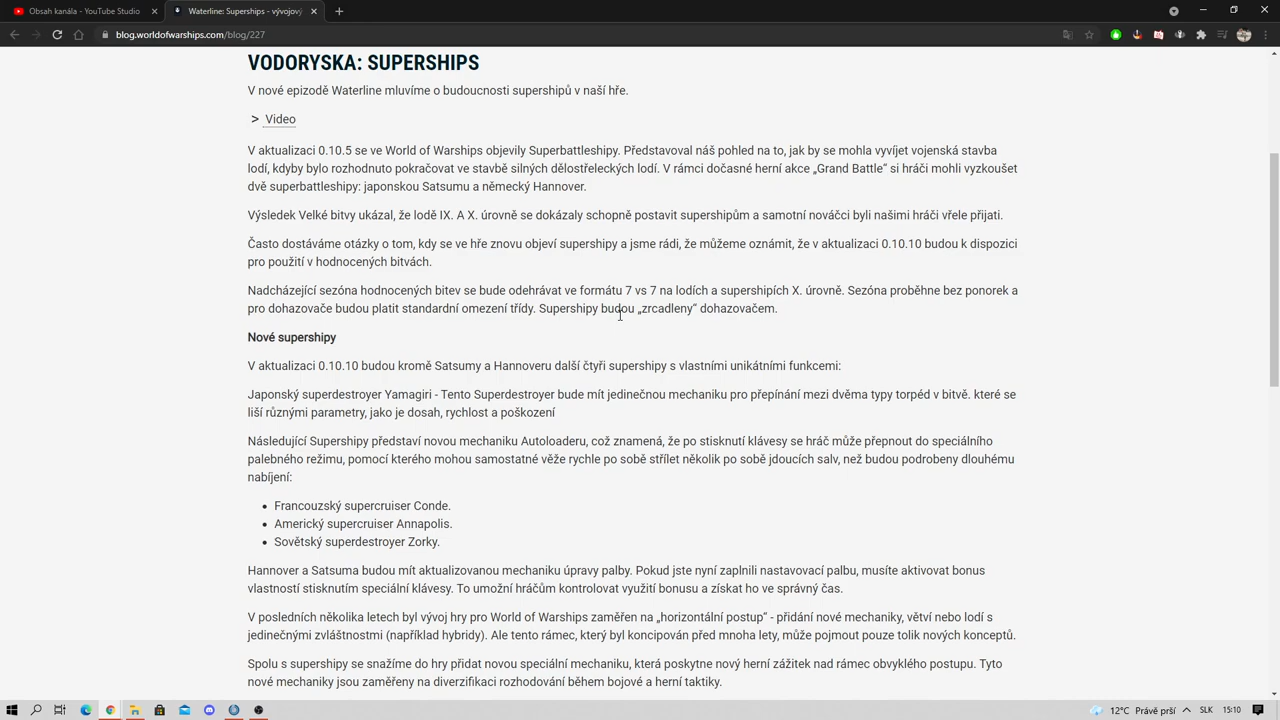 Obsah kanála - YouTube Studio
Waterline: Superships - vývojový
blog.worldofwarships.com/blog/227
VODORYSKA: SUPERSHIPS
V nové epizodě Waterline mluvíme o budoucnosti supershipů v naší hře.
> Video
V aktualizaci 0.10.5 se ve World of Warships objevily Superbattleshipy. Představoval náš pohled na to, jak by se mohla vyvíjet vojenská stavba
lodí, kdyby bylo rozhodnuto pokračovat ve stavbě silných dělostřeleckých lodí. V rámci dočasné herní akce „Grand Battle“ si hráči mohli vyzkoušet
dvě superbattleshipy: japonskou Satsumu a německý Hannover.
Výsledek Velké bitvy ukázal, že lodě IX. A X. úrovně se dokázaly schopně postavit supershipům a samotní nováčci byli našimi hráči vřele přijati.
Často dostáváme otázky o tom, kdy se ve hře znovu objeví supershipy a jsme rádi, že můžeme oznámit, že v aktualizaci 0.10.10 budou k dispozici
pro použití v hodnocených bitvách.
Nadcházející sezóna hodnocených bitev se bude odehrávat ve formátu 7 vs 7 na lodích a supershipích X. úrovně. Sezóna proběhne bez ponorek a
pro dohazovače budou platit standardní omezení třídy. Supershipy budou „zrcadleny“ dohazovačem.
Nové supershipy
V aktualizaci 0.10.10 budou kromě Satsumy a Hannoveru další čtyři supershipy s vlastními unikátními funkcemi:
Japonský superdestroyer Yamagiri - Tento Superdestroyer bude mít jedinečnou mechaniku pro přepínání mezi dvěma typy torpéd v bitvě. které se
liší různými parametry, jako je dosah, rychlost a poškození
Následující Supershipy představí novou mechaniku Autoloaderu, což znamená, že po stisknutí klávesy se hráč může přepnout do speciálního
palebného režimu, pomocí kterého mohou samostatné věže rychle po sobě střílet několik po sobě jdoucích salv, než budou podrobeny dlouhému
nabíjení:
• Francouzský supercruiser Conde.
• Americký supercruiser Annapolis.
• Sovětský superdestroyer Zorky.
Hannover a Satsuma budou mít aktualizovanou mechaniku úpravy palby. Pokud jste nyní zaplnili nastavovací palbu, musíte aktivovat bonus
vlastností stisknutím speciální klávesy. To umožní hráčům kontrolovat využití bonusu a získat ho ve správný čas.
V posledních několika letech byl vývoj hry pro World of Warships zaměřen na „horizontální postup“ - přidání nové mechaniky, větví nebo lodí s
jedinečnými zvláštnostmi (například hybridy). Ale tento rámec, který byl koncipován před mnoha lety, může pojmout pouze tolik nových konceptů.
Spolu s supershipy se snažíme do hry přidat novou speciální mechaniku, která poskytne nový herní zážitek nad rámec obvyklého postupu. Tyto
nové mechaniky jsou zaměřeny na diverzifikaci rozhodování během bojové a herní taktiky.
12°C Právě prší SLK 15:10